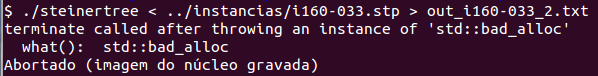 $ ./steinertree < ../instancias/i160-033.stp > out_i160-033_2.txt
terminate called after throwing an instance of 'std::bad_alloc'
  what():  std::bad_alloc
Abortado (imagem do núcleo gravada)